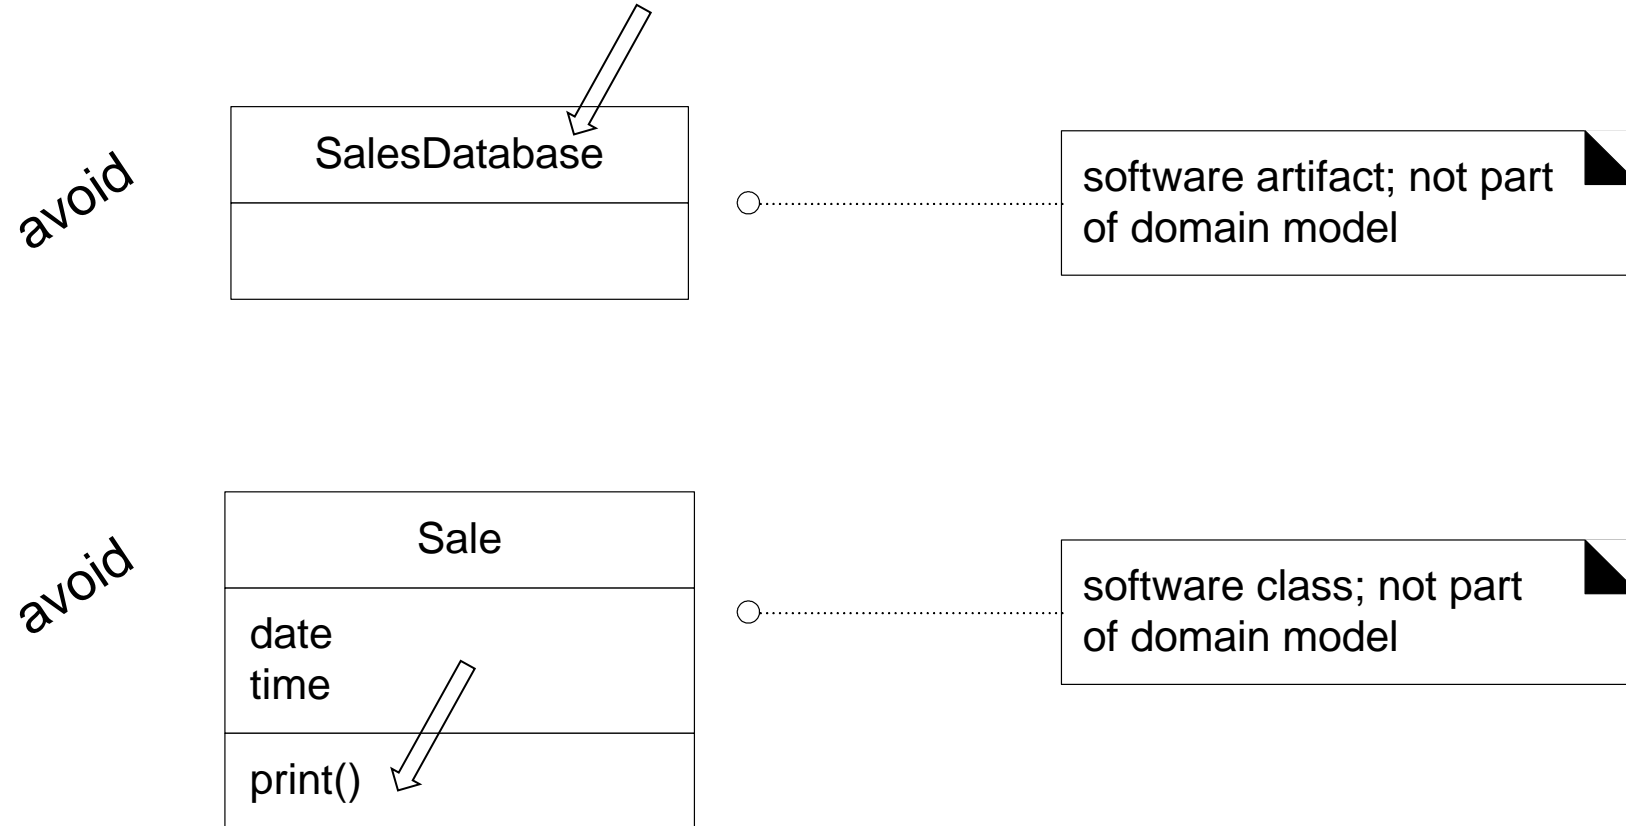 avoid
SalesDatabase
software artifact; not part
of domain model
avoid
Sale
date
time
print()
software class; not part
of domain model